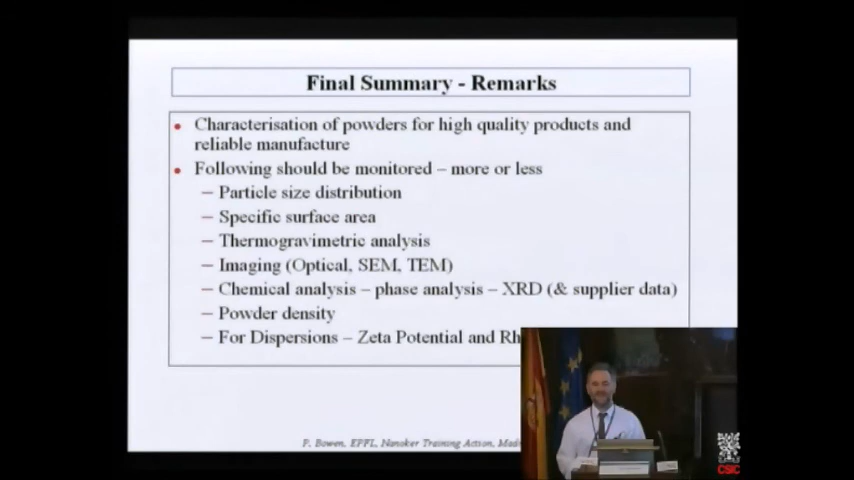 Final Summary - Remarks
• Characterisation of powders for high quality products and
reliable manufacture
• Following should be monitored – more or less
– Particle size distribution
– Specific surface area
– Thermogravimetric analysis
– Imaging (Optical, SEM, TEM)
– Chemical analysis – phase analysis – XRD (& supplier data)
– Powder density
– For Dispersions – Zeta Potential and Rh
P. Bowen, EPFL, Nanoker Training Action, Mad
CSIC